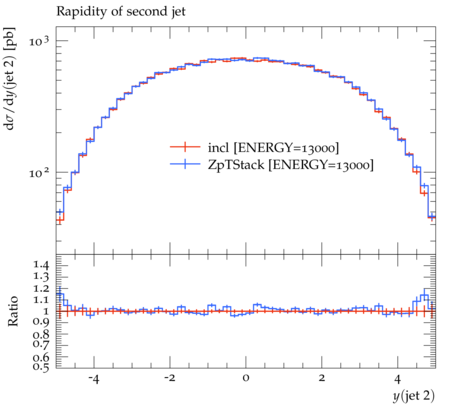 Rapidity of second jet
dσ/dy(jet 2) [pb]
10³
10²
incl [ENERGY=13000]
ZpTStack [ENERGY=13000]
Ratio
1.4
1.3
1.2
1.1
1
0.9
0.8
0.7
0.6
0.5
-4 -2 0 2 4
y(jet 2)